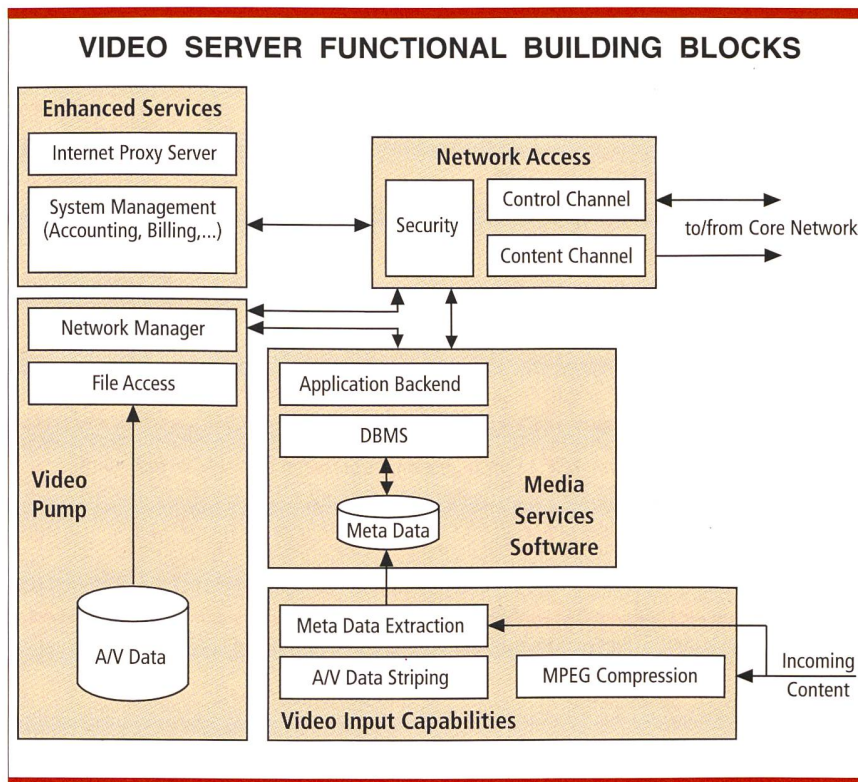 VIDEO SERVER FUNCTIONAL BUILDING BLOCKS
Enhanced Services
Internet Proxy Server
System Management
(Accounting, Billing,...)
Network Access
Security
Control Channel
Content Channel
to/from Core Network
Network Manager
File Access
Video
Pump
A/V Data
Application Backend
DBMS
Meta Data
Media
Services
Software
Meta Data Extraction
A/V Data Striping
MPEG Compression
Video Input Capabilities
Incoming
Content